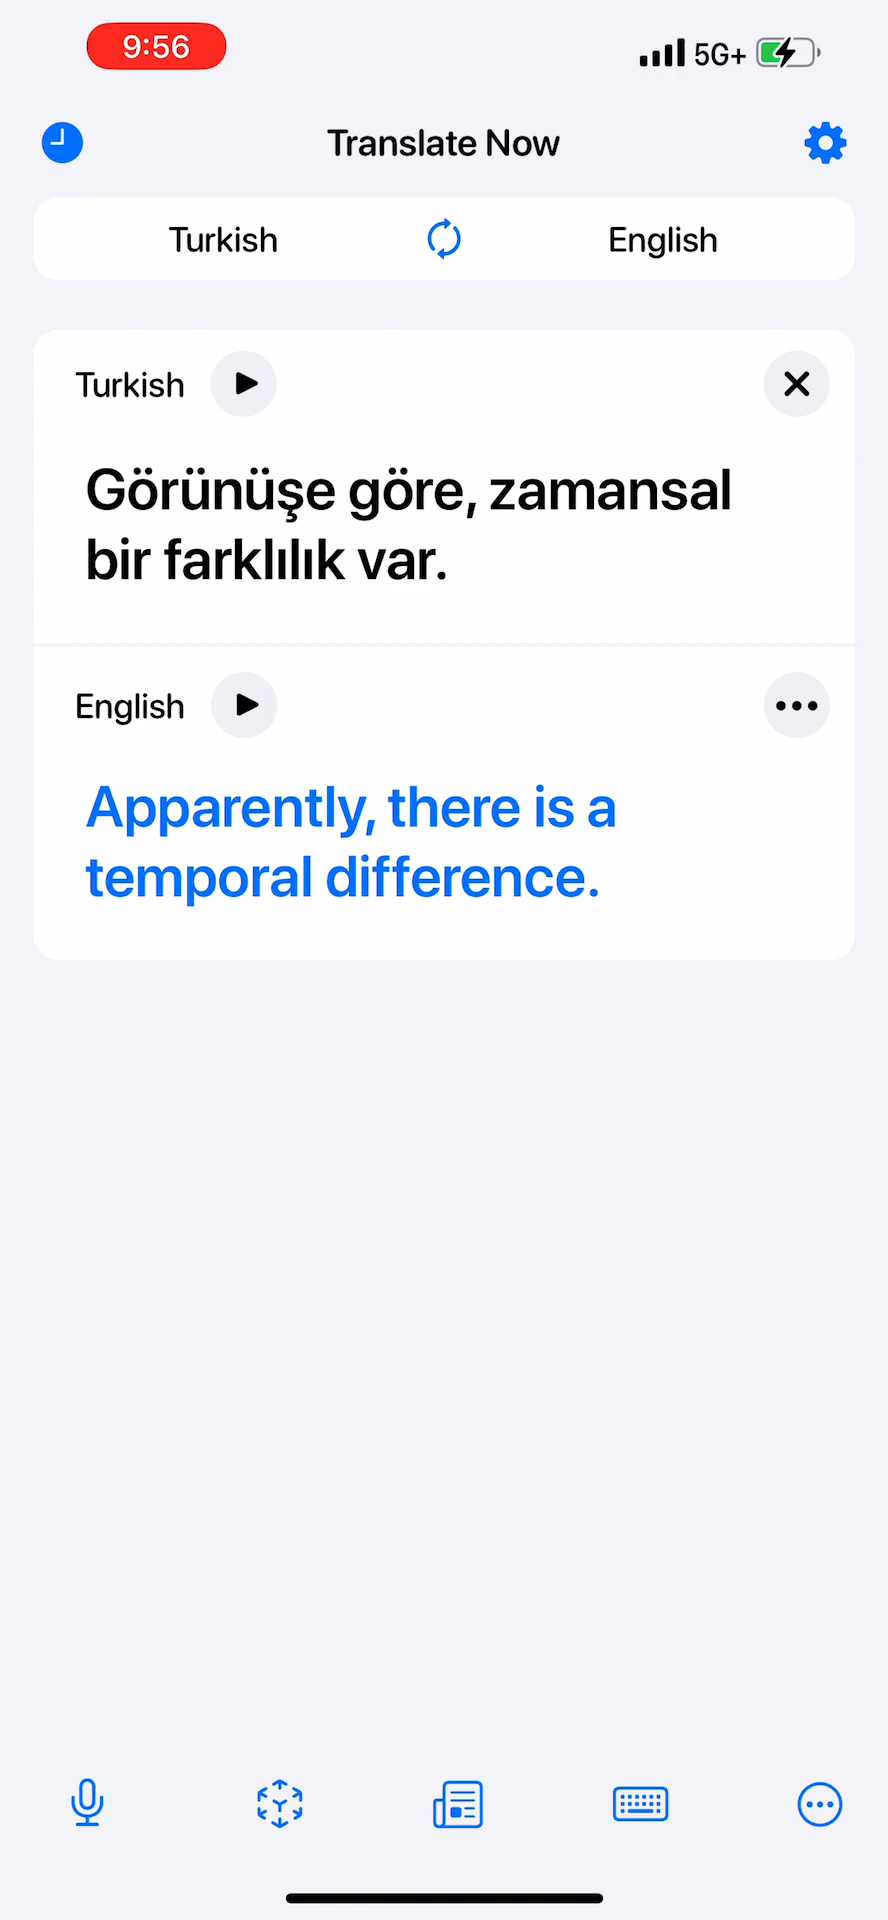 9:56
5G+
Translate Now
Turkish
English
Turkish
Görünüşe göre, zamansal
bir farklılık var.
English
Apparently, there is a
temporal difference.